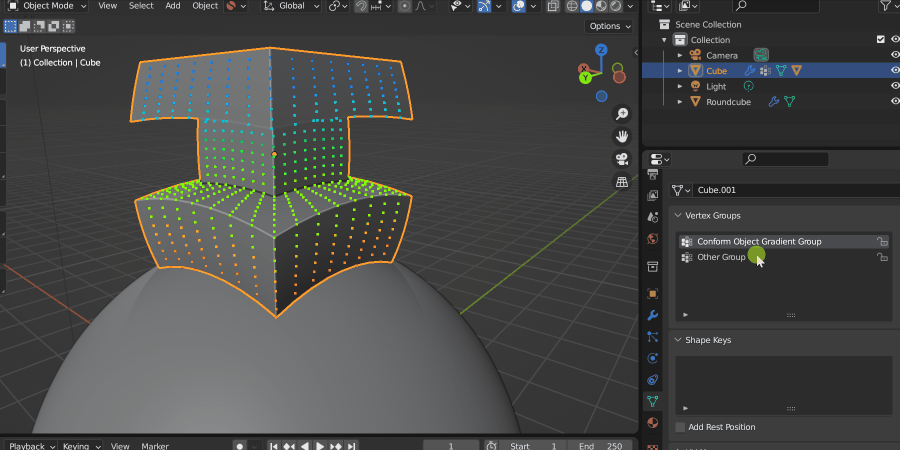 Object Mode
View
Select
Add
Object
Global
Options
User Perspective
(1) Collection | Cube
X
Y
Z
Playback
Keying
View
Marker
1
Start
1
End
250
Scene Collection
Collection
Camera
Cube
Light
Roundcube
Cube.001
Vertex Groups
Conform Object Gradient Group
Other Group
Shape Keys
Add Rest Position